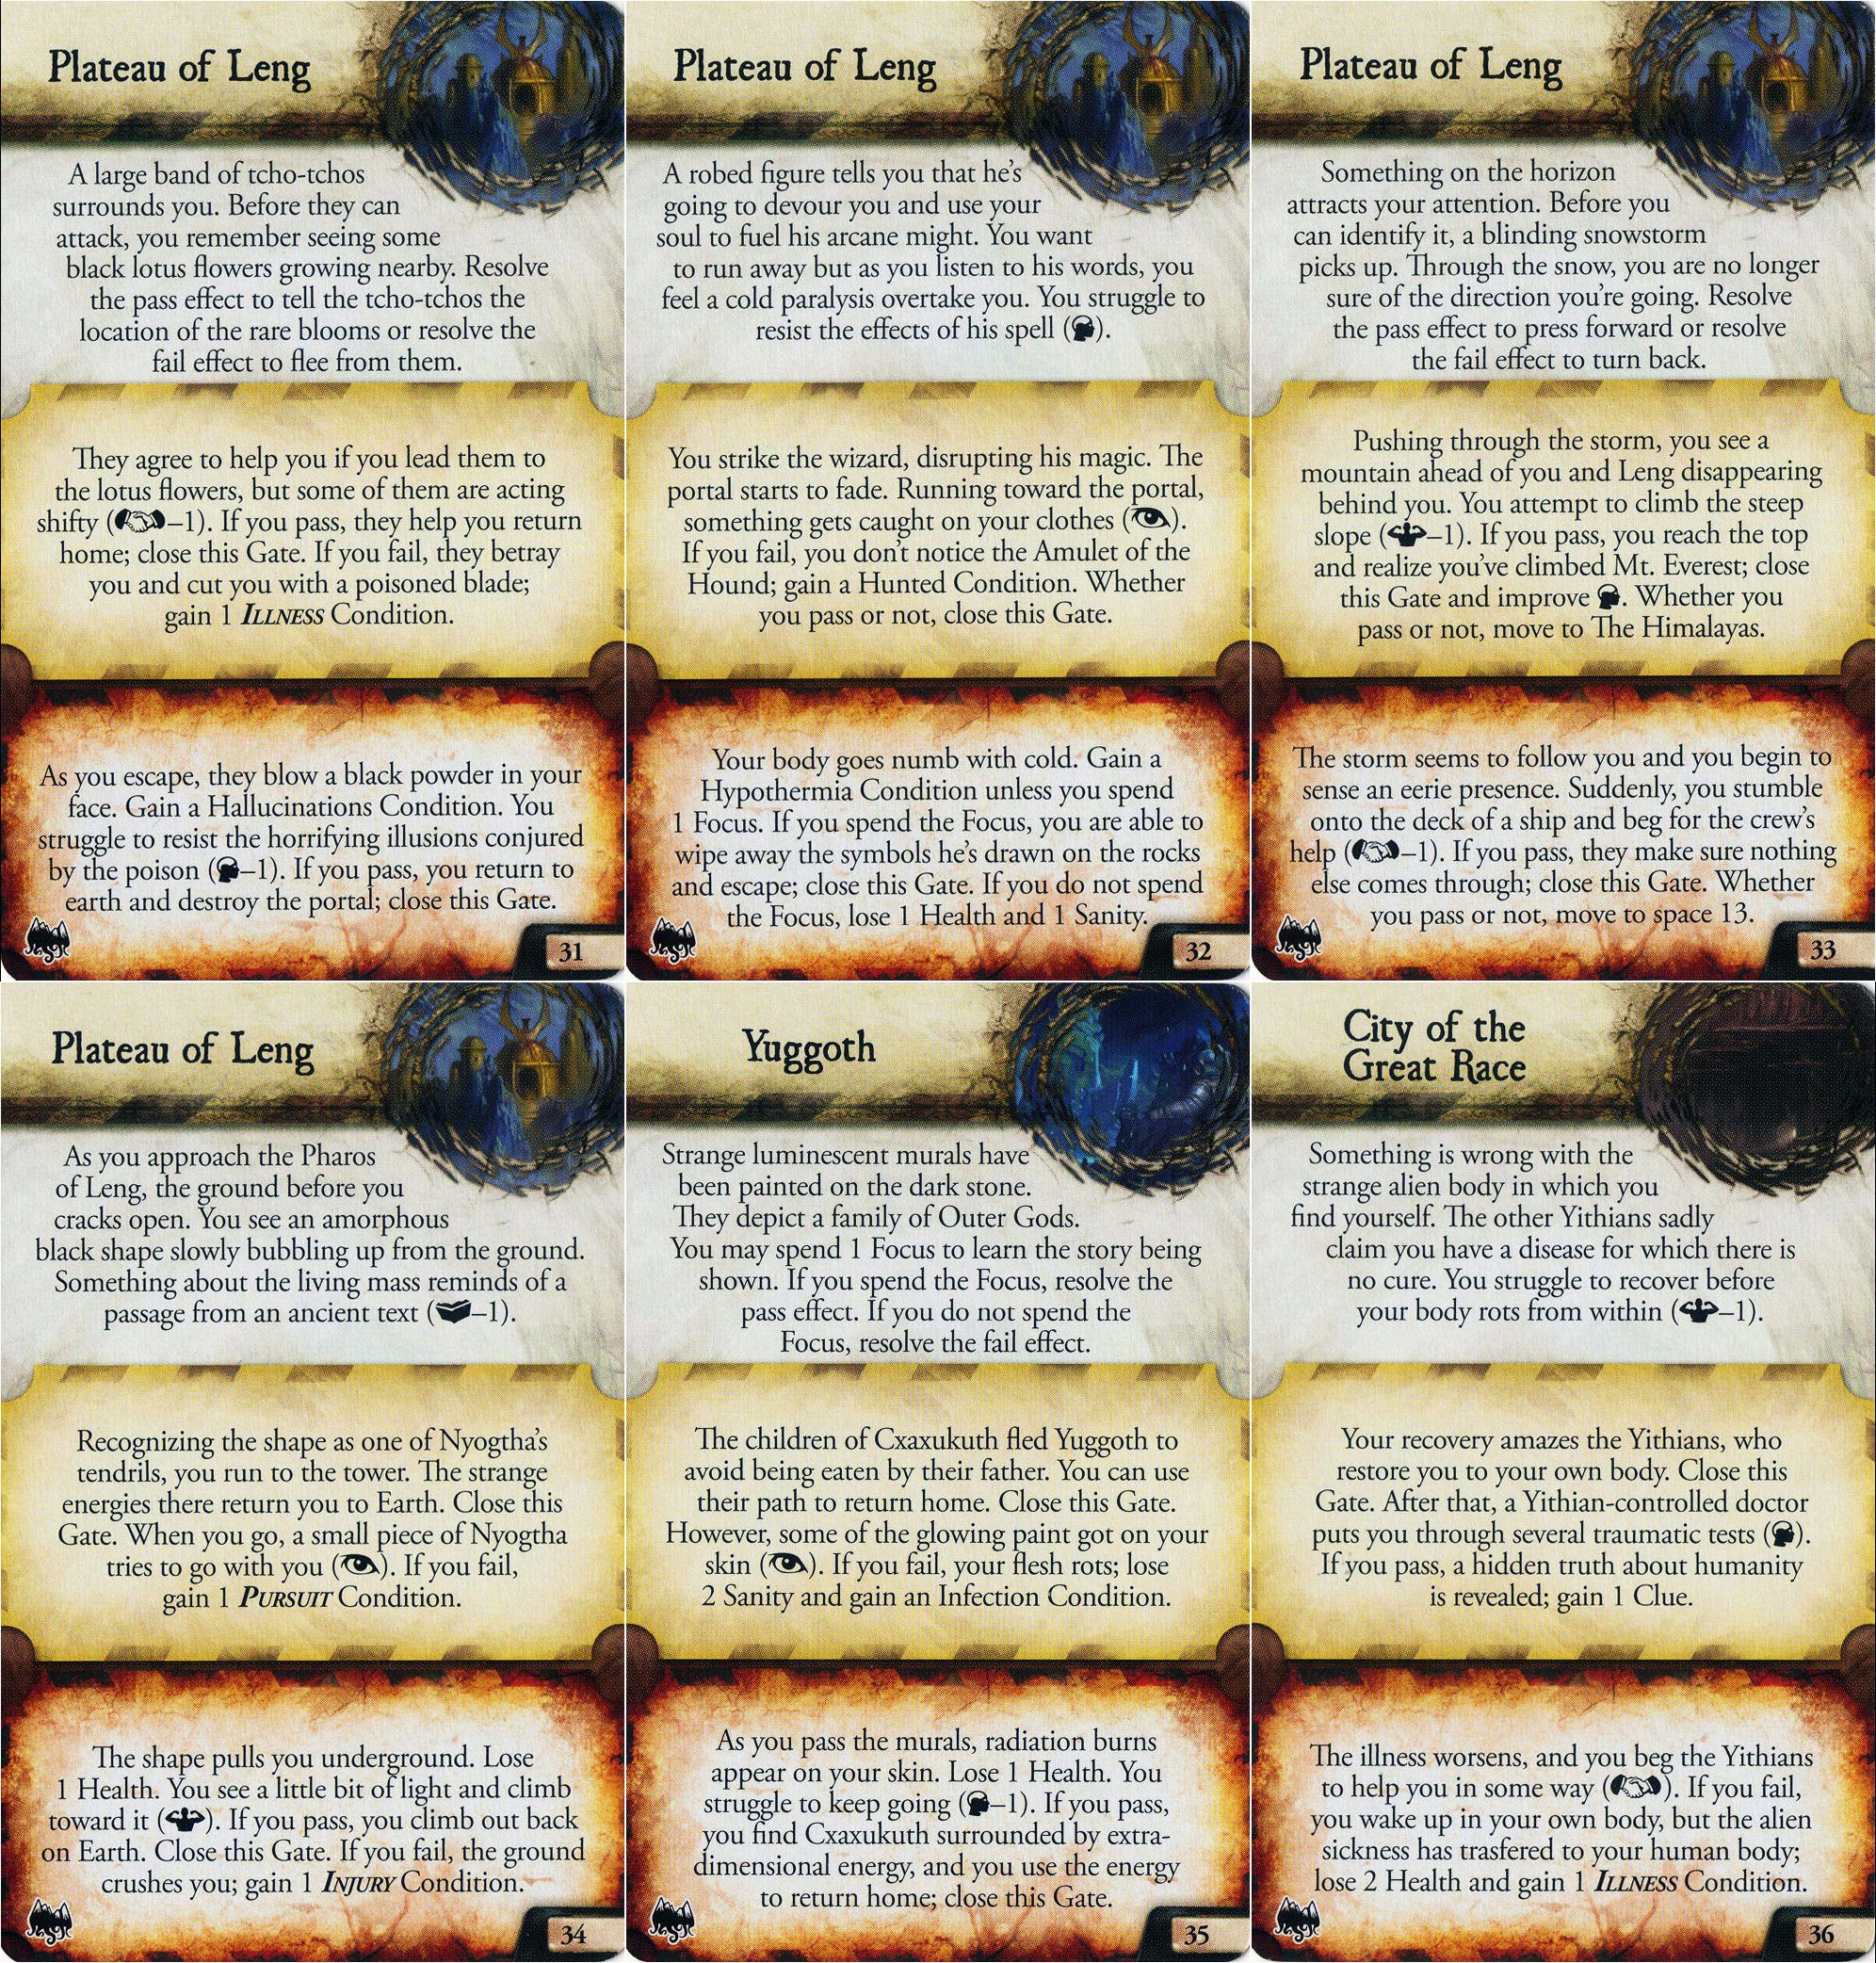 Plateau of Leng
A large band of tcho-tchos
surrounds you. Before they can
attack, you remember seeing some
black lotus flowers growing nearby. Resolve
the pass effect to tell the tcho-tchos the
location of the rare blooms or resolve the
fail effect to flee from them.
They agree to help you if you lead them to
the lotus flowers, but some of them are acting
shifty (–1). If you pass, they help you return
home; close this Gate. If you fail, they betray
you and cut you with a poisoned blade;
gain 1 ILLNESS Condition.
As you escape, they blow a black powder in your
face. Gain a Hallucinations Condition. You
struggle to resist the horrifying illusions conjured
by the poison (–1). If you pass, you return to
earth and destroy the portal; close this Gate.
31
Plateau of Leng
A robed figure tells you that he's
going to devour you and use your
soul to fuel his arcane might. You want
to run away but as you listen to his words, you
feel a cold paralysis overtake you. You struggle to
resist the effects of his spell ().
You strike the wizard, disrupting his magic. The
portal starts to fade. Running toward the portal,
something gets caught on your clothes ().
If you fail, you don't notice the Amulet of the
Hound; gain a Hunted Condition. Whether
you pass or not, close this Gate.
Your body goes numb with cold. Gain a
Hypothermia Condition unless you spend
1 Focus. If you spend the Focus, you are able to
wipe away the symbols he's drawn on the rocks
and escape; close this Gate. If you do not spend
the Focus, lose 1 Health and 1 Sanity.
32
Plateau of Leng
Something on the horizon
attracts your attention. Before you
can identify it, a blinding snowstorm
picks up. Through the snow, you are no longer
sure of the direction you're going. Resolve
the pass effect to press forward or resolve
the fail effect to turn back.
Pushing through the storm, you see a
mountain ahead of you and Leng disappearing
behind you. You attempt to climb the steep
slope (–1). If you pass, you reach the top
and realize you've climbed Mt. Everest; close
this Gate and improve . Whether you
pass or not, move to The Himalayas.
The storm seems to follow you and you begin to
sense an eerie presence. Suddenly, you stumble
onto the deck of a ship and beg for the crew's
help (–1). If you pass, they make sure nothing
else comes through; close this Gate. Whether
you pass or not, move to space 13.
33
Plateau of Leng
As you approach the Pharos
of Leng, the ground before you
cracks open. You see an amorphous
black shape slowly bubbling up from the ground.
Something about the living mass reminds of a
passage from an ancient text (–1).
Recognizing the shape as one of Nyogtha's
tendrils, you run to the tower. The strange
energies there return you to Earth. Close this
Gate. When you go, a small piece of Nyogtha
tries to go with you (). If you fail,
gain 1 PURSUIT Condition.
The shape pulls you underground. Lose
1 Health. You see a little bit of light and climb
toward it (). If you pass, you climb out back
on Earth. Close this Gate. If you fail, the ground
crushes you; gain 1 INJURY Condition.
34
Yuggoth
Strange luminescent murals have
been painted on the dark stone.
They depict a family of Outer Gods.
You may spend 1 Focus to learn the story being
shown. If you spend the Focus, resolve the
pass effect. If you do not spend the
Focus, resolve the fail effect.
The children of Cxaxukuth fled Yuggoth to
avoid being eaten by their father. You can use
their path to return home. Close this Gate.
However, some of the glowing paint got on your
skin (). If you fail, your flesh rots; lose
2 Sanity and gain an Infection Condition.
As you pass the murals, radiation burns
appear on your skin. Lose 1 Health. You
struggle to keep going (–1). If you pass,
you find Cxaxukuth surrounded by extra-
dimensional energy, and you use the energy
to return home; close this Gate.
35
City of the
Great Race
Something is wrong with the
strange alien body in which you
find yourself. The other Yithians sadly
claim you have a disease for which there is
no cure. You struggle to recover before
your body rots from within (–1).
Your recovery amazes the Yithians, who
restore you to your own body. Close this
Gate. After that, a Yithian-controlled doctor
puts you through several traumatic tests ().
If you pass, a hidden truth about humanity
is revealed; gain 1 Clue.
The illness worsens, and you beg the Yithians
to help you in some way (). If you fail,
you wake up in your own body, but the alien
sickness has trasfered to your human body;
lose 2 Health and gain 1 ILLNESS Condition.
36